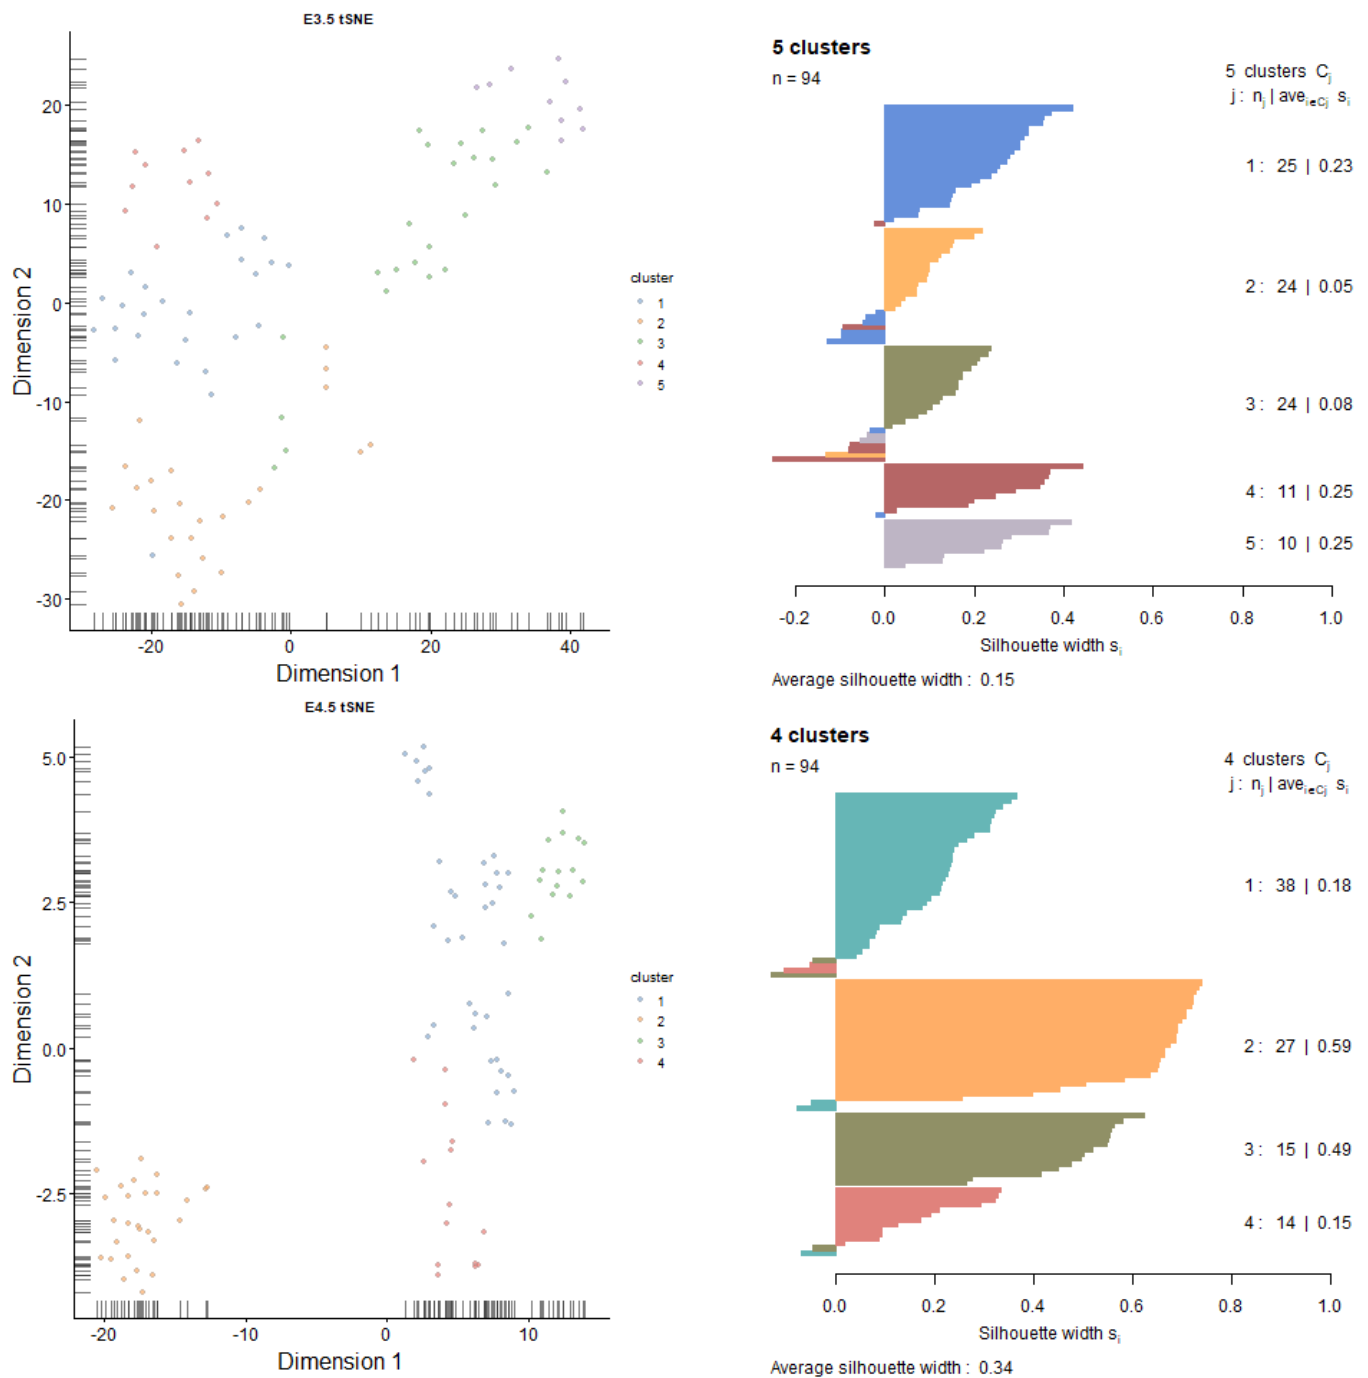 E3.5 tSNE
20
10
0
-10
-20
-30
Dimension 2
-20
0
20
40
Dimension 1
cluster
1
2
3
4
5
5 clusters
n = 94
5 clusters Cj
j : nj | avei∈Cj si
1 : 25 | 0.23
2 : 24 | 0.05
3 : 24 | 0.08
4 : 11 | 0.25
5 : 10 | 0.25
-0.2 0.0 0.2 0.4 0.6 0.8 1.0
Silhouette width si
Average silhouette width : 0.15
E4.5 tSNE
5.0
2.5
0.0
-2.5
Dimension 2
-20
-10
0
10
Dimension 1
cluster
1
2
3
4
4 clusters
n = 94
4 clusters Cj
j : nj | avei∈Cj si
1 : 38 | 0.18
2 : 27 | 0.59
3 : 15 | 0.49
4 : 14 | 0.15
0.0 0.2 0.4 0.6 0.8 1.0
Silhouette width si
Average silhouette width : 0.34